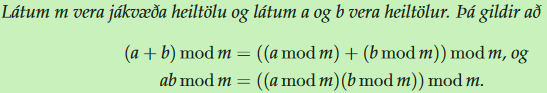 Látum m vera jákvæða heiltölu og látum a og b vera heiltölur. Þá gildir að
(a + b) mod m = ((a mod m) + (b mod m)) mod m, og
ab mod m = ((a mod m)(b mod m)) mod m.